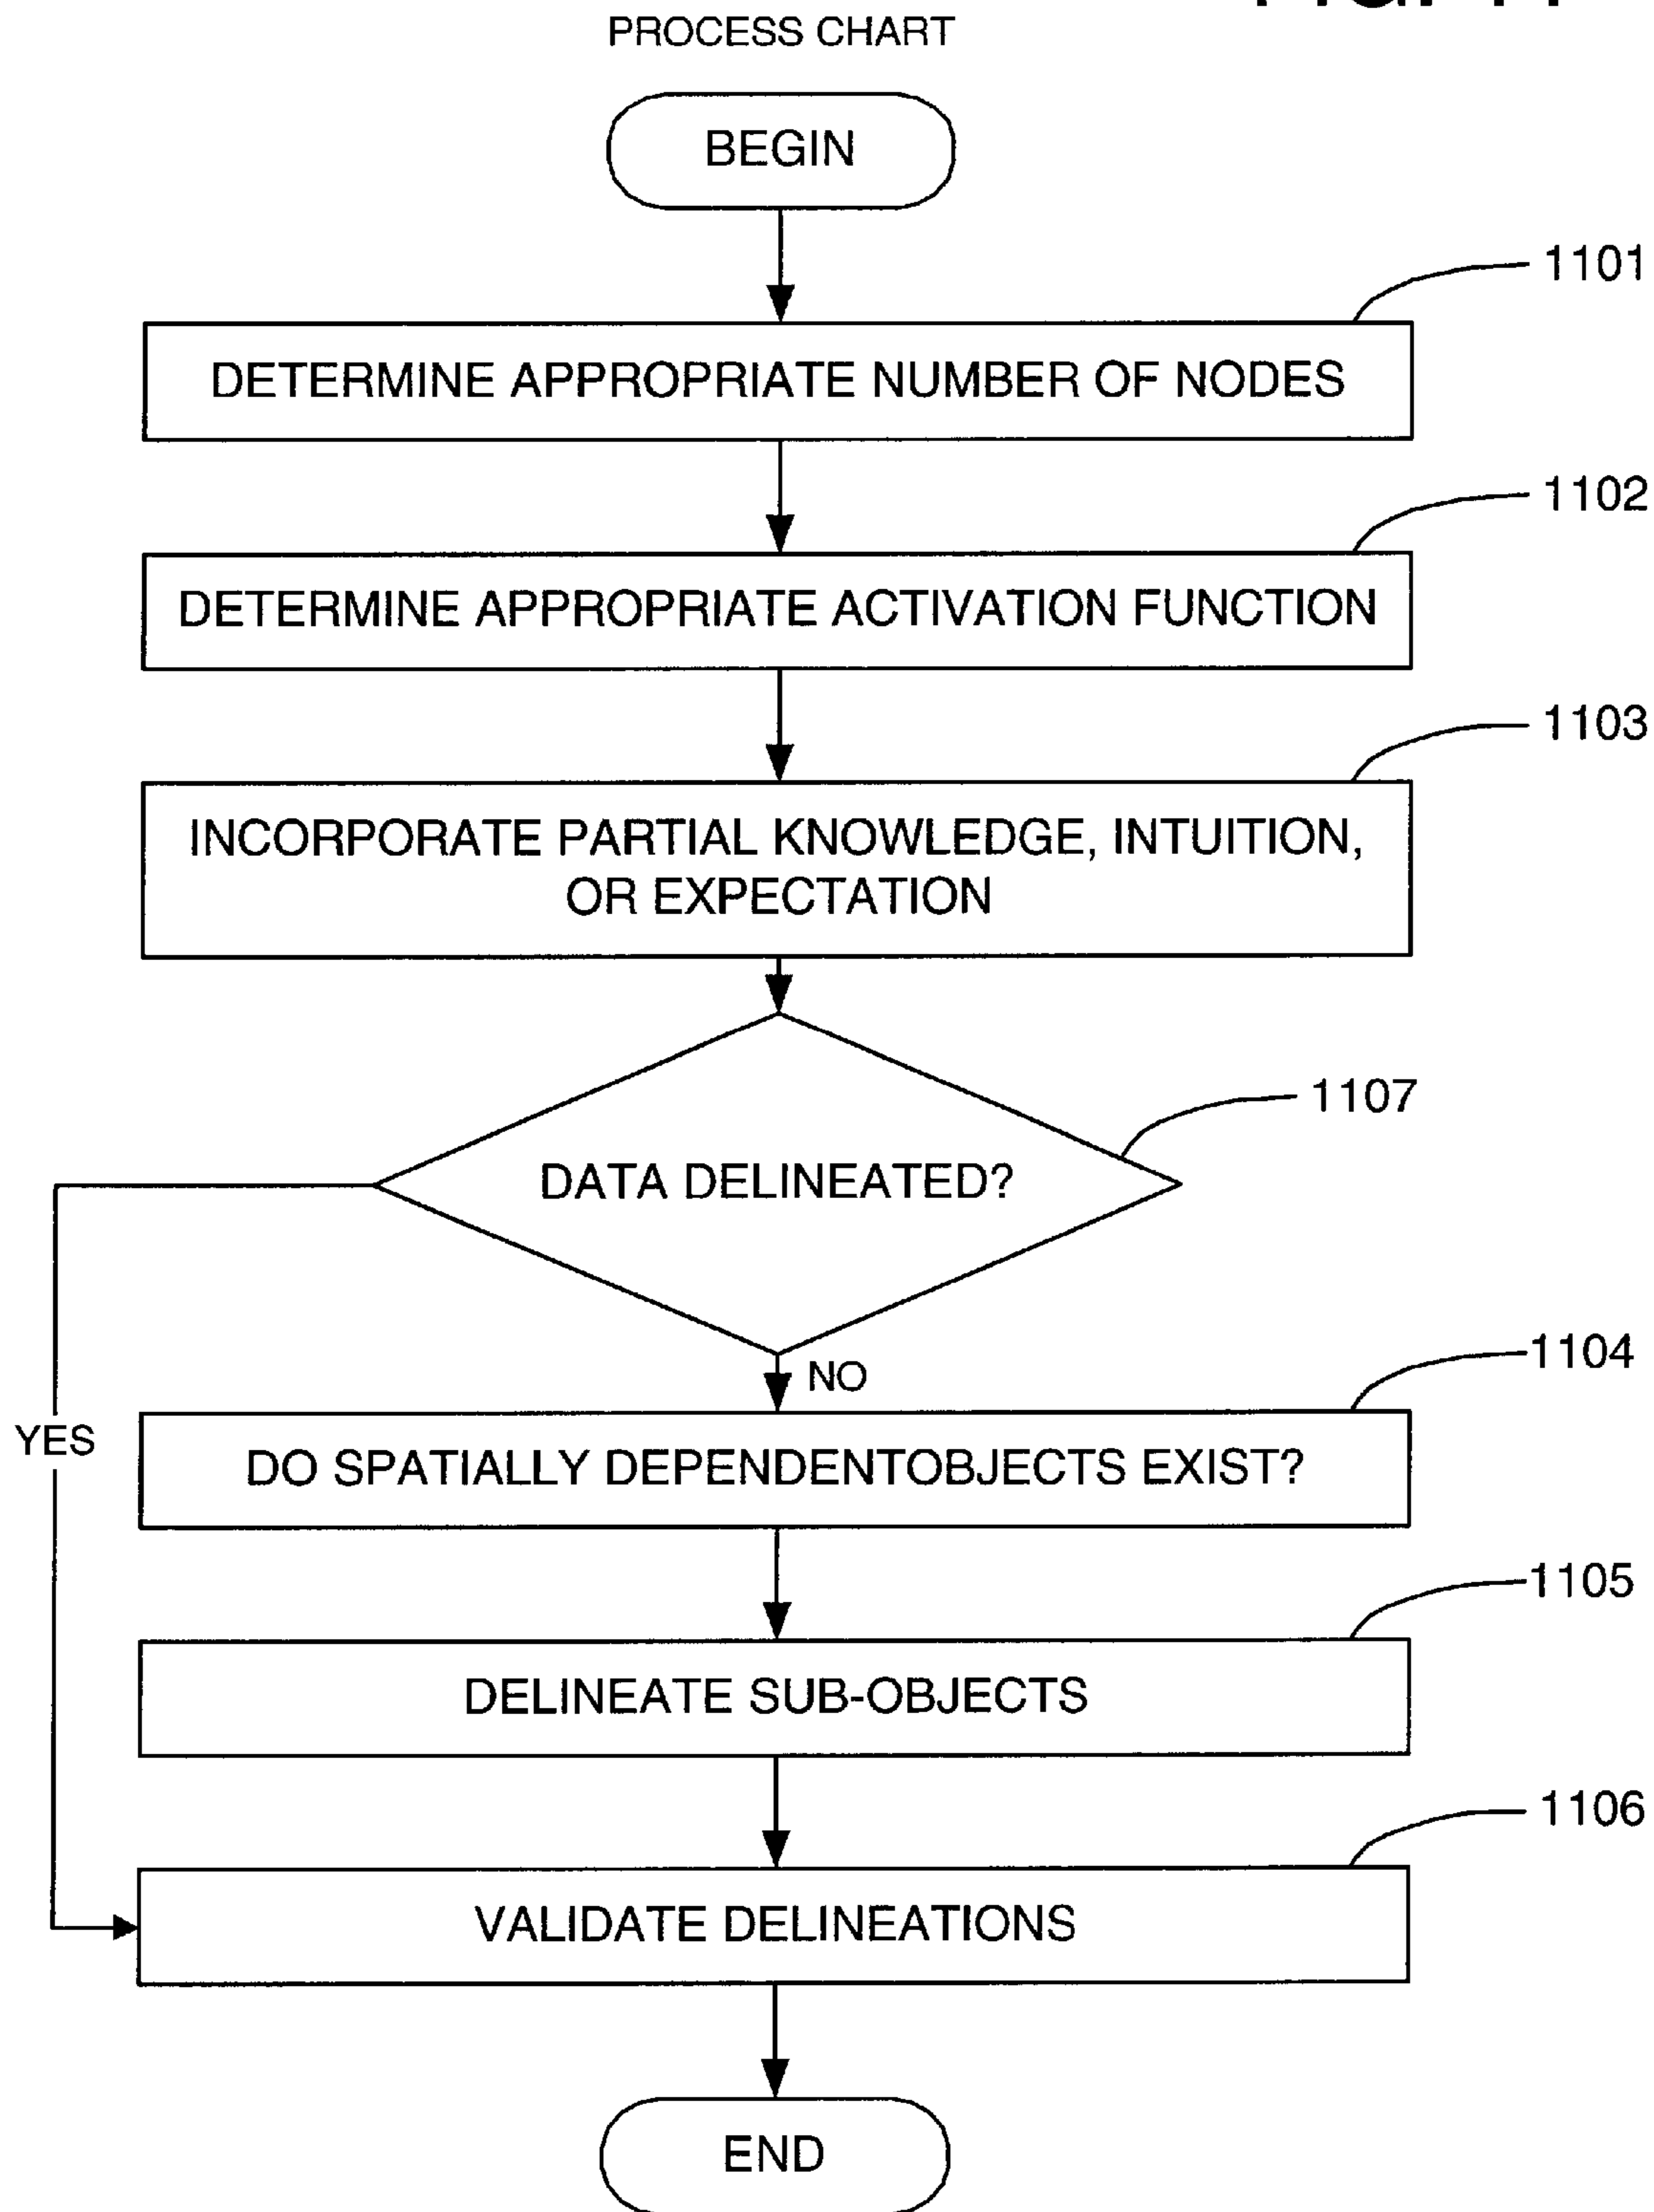 PROCESS CHART
BEGIN
1101
DETERMINE APPROPRIATE NUMBER OF NODES
1102
DETERMINE APPROPRIATE ACTIVATION FUNCTION
1103
INCORPORATE PARTIAL KNOWLEDGE, INTUITION,
OR EXPECTATION
1107
DATA DELINEATED?
NO
1104
YES
DO SPATIALLY DEPENDENTOBJECTS EXIST?
1105
DELINEATE SUB-OBJECTS
1106
VALIDATE DELINEATIONS
END